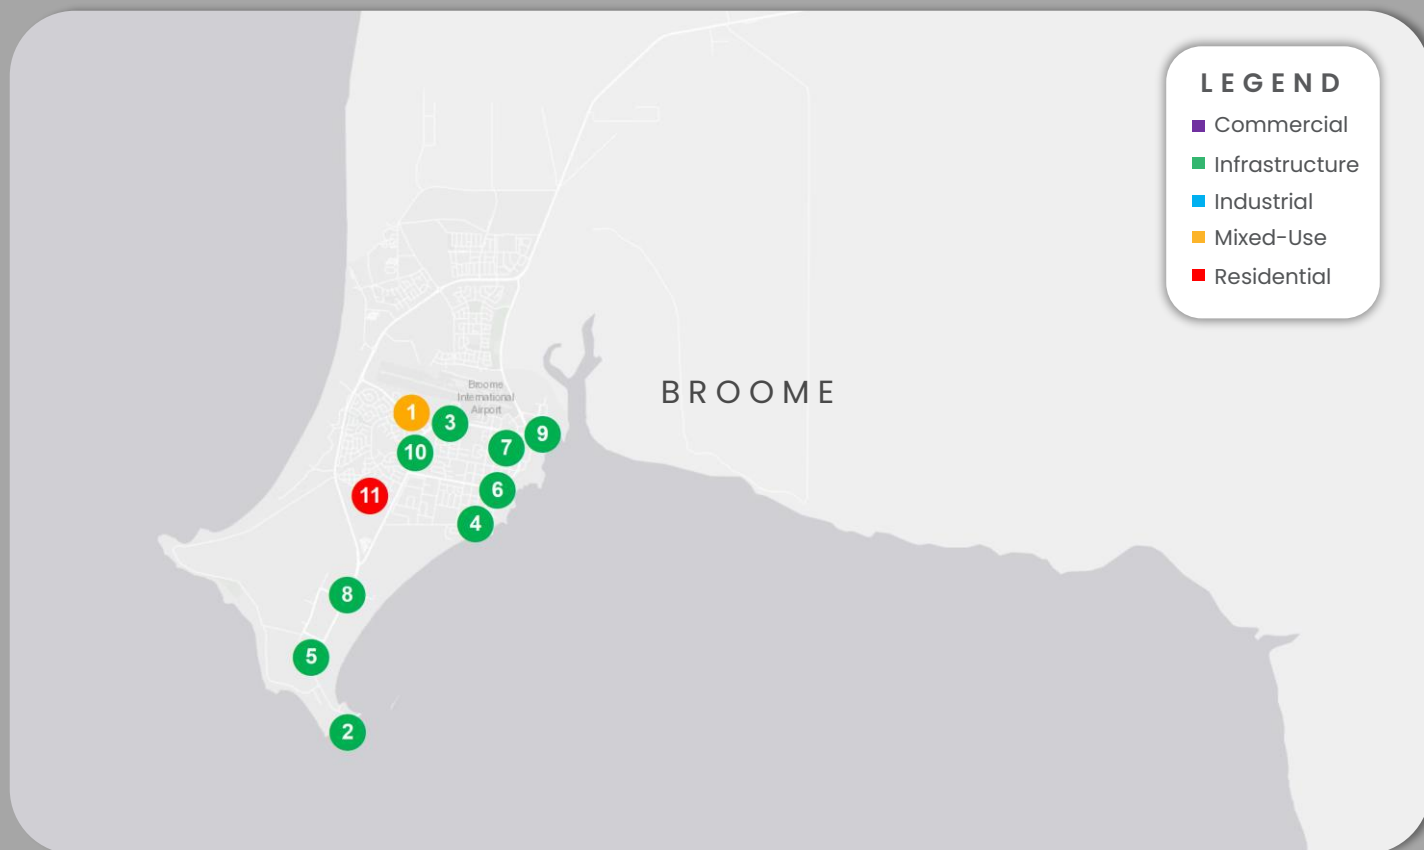 LEGEND
Commercial
Infrastructure
Industrial
Mixed-Use
Residential
Broome
International
Airport
BROOME
1
3
9
7
10
6
11
4
8
5
2